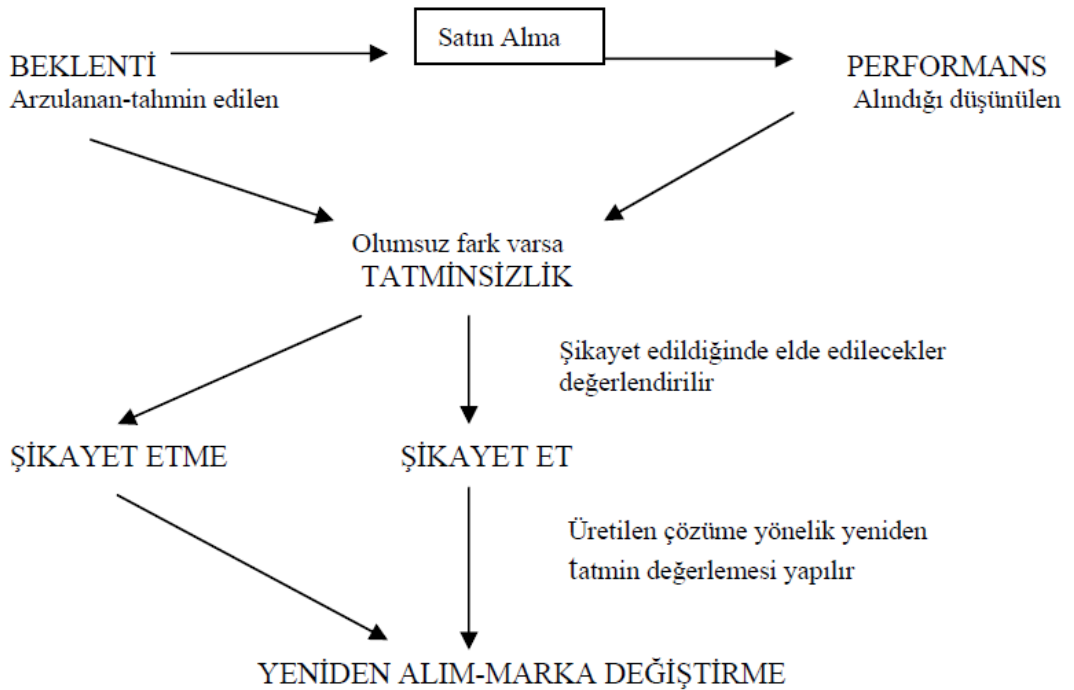 Satın Alma
BEKLENTİ
PERFORMANS
Arzulanan-tahmin edilen
Alındığı düşünülen
Olumsuz fark varsa
TATMİNSİZLİK
Şikayet edildiğinde elde edilecekler
değerlendirilir
ŞİKAYET ETME
ŞİKAYET ET
Üretilen çözüme yönelik yeniden
tatmin değerlemesi yapılır
YENİDEN ALIM-MARKA DEĞİŞTİRME